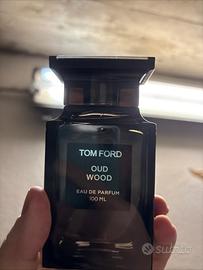 TOM FORD
OUD
WOOD
EAU DE PARFUM
100 ML
subito